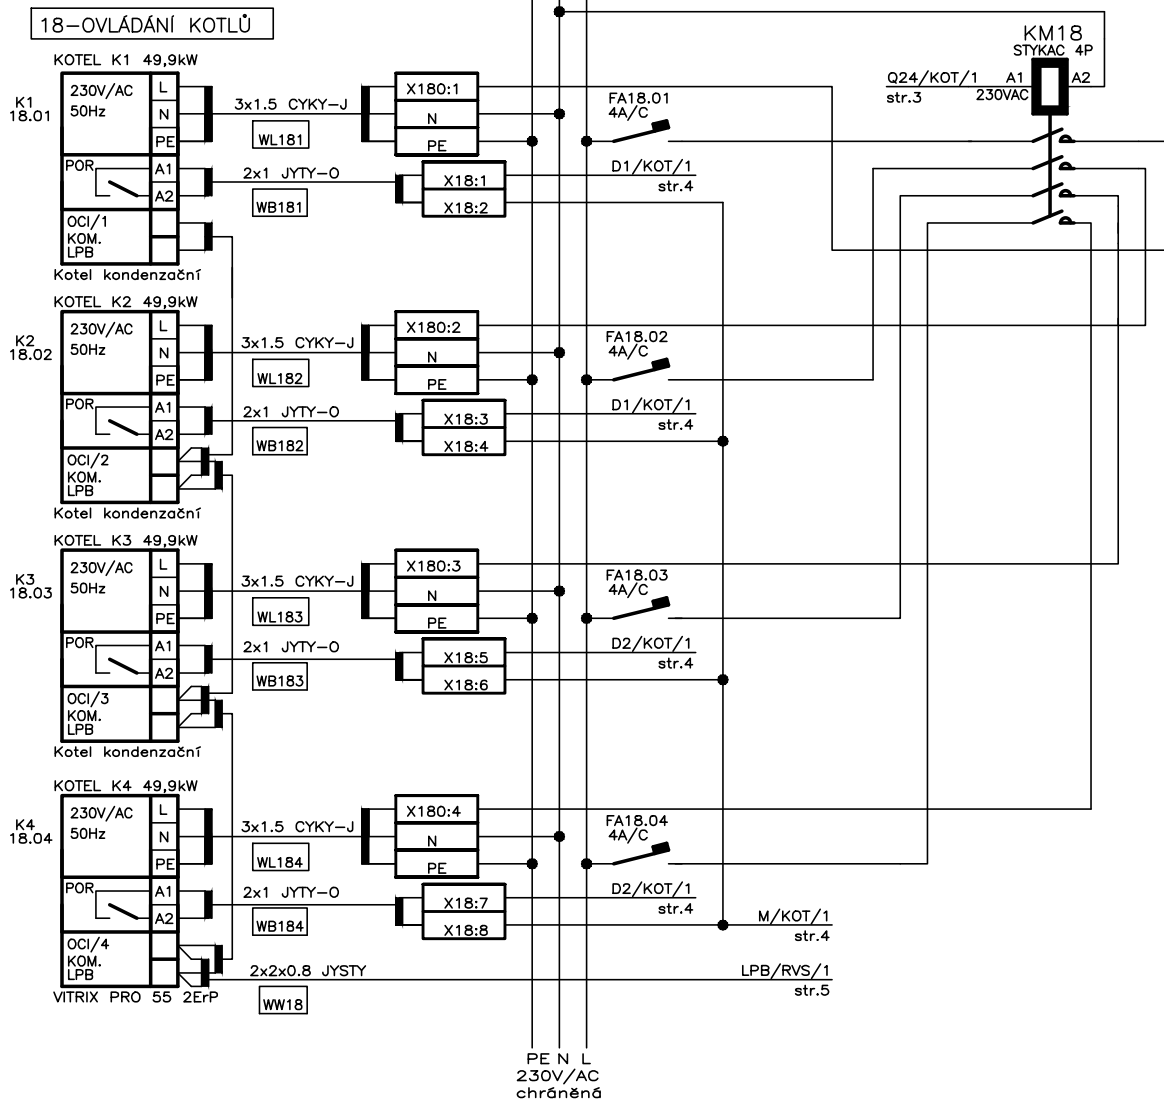 18-OVLÁDÁNÍ KOTLŮ
KM18
STYKAC 4P
Q24/KOT/1
str.3
A1
A2
230VAC
KOTEL K1 49,9kW
K1
18.01
230V/AC
50Hz
L
N
PE
3x1.5 CYKY-J
WL181
X180:1
N
PE
FA18.01
4A/C
POR
A1
A2
2x1 JYTY-O
WB181
X18:1
X18:2
D1/KOT/1
str.4
OCI/1
KOM.
LPB
Kotel kondenzační
KOTEL K2 49,9kW
K2
18.02
230V/AC
50Hz
L
N
PE
3x1.5 CYKY-J
WL182
X180:2
N
PE
FA18.02
4A/C
POR
A1
A2
2x1 JYTY-O
WB182
X18:3
X18:4
D1/KOT/1
str.4
OCI/2
KOM.
LPB
Kotel kondenzační
KOTEL K3 49,9kW
K3
18.03
230V/AC
50Hz
L
N
PE
3x1.5 CYKY-J
WL183
X180:3
N
PE
FA18.03
4A/C
POR
A1
A2
2x1 JYTY-O
WB183
X18:5
X18:6
D2/KOT/1
str.4
OCI/3
KOM.
LPB
Kotel kondenzační
KOTEL K4 49,9kW
K4
18.04
230V/AC
50Hz
L
N
PE
3x1.5 CYKY-J
WL184
X180:4
N
PE
FA18.04
4A/C
POR
A1
A2
2x1 JYTY-O
WB184
X18:7
X18:8
D2/KOT/1
str.4
M/KOT/1
str.4
OCI/4
KOM.
LPB
VITRIX PRO 55 2ErP
2x2x0.8 JYSTY
WW18
LPB/RVS/1
str.5
PE N L
230V/AC
chráněná